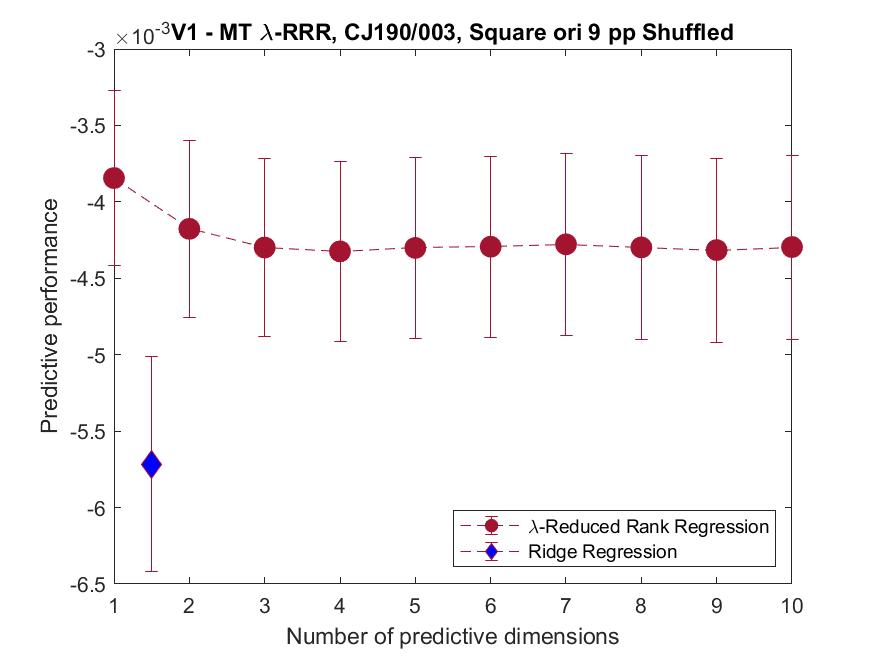 ×10⁻³ V1 - MT λ-RRR, CJ190/003, Square ori 9 pp Shuffled
-3
-3.5
-4
-4.5
-5
-5.5
-6
-6.5
Predictive performance
λ-Reduced Rank Regression
Ridge Regression
1 2 3 4 5 6 7 8 9 10
Number of predictive dimensions